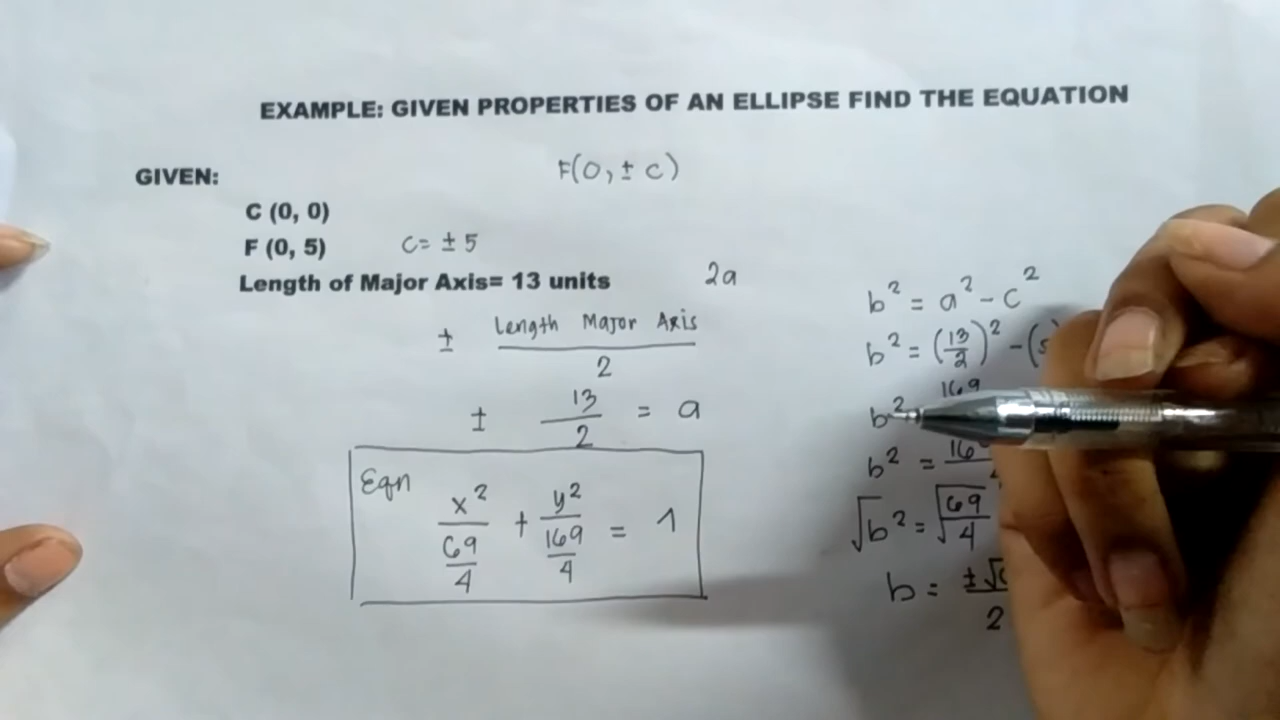 EXAMPLE: GIVEN PROPERTIES OF AN ELLIPSE FIND THE EQUATION
F(0, ± c)
GIVEN:
C (0, 0)
F (0, 5) c= ± 5
Length of Major Axis= 13 units 2a
± Length Major Axis
2
± 13/2 = a
Eqn
x²/(69/4) + y²/(169/4) = 1
b² = a² - c²
b² = (13/2)² - (5
169
b²
b² = 16
√b² = √69/4
b = ±√
2